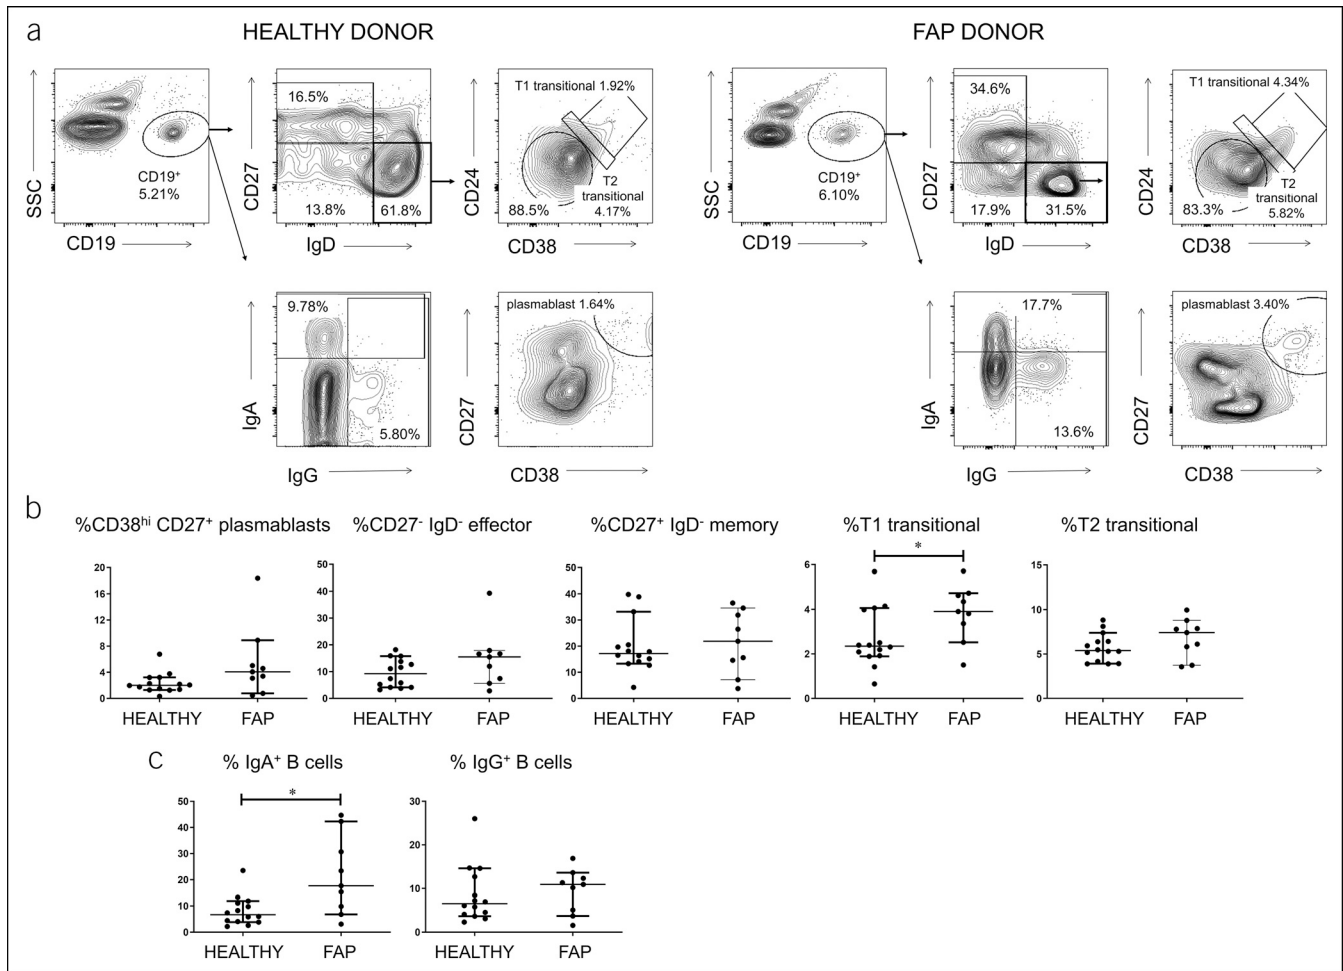 a
HEALTHY DONOR
FAP DONOR
SSC
CD19⁺
5.21%
CD19
CD27
16.5%
13.8%
61.8%
IgD
CD24
T1 transitional 1.92%
T2
transitional
4.17%
88.5%
CD38
IgA
9.78%
5.80%
IgG
CD27
plasmablast 1.64%
CD38
SSC
CD19⁺
6.10%
CD19
CD27
34.6%
17.9%
31.5%
IgD
CD24
T1 transitional 4.34%
T2
transitional
5.82%
83.3%
CD38
IgA
17.7%
13.6%
IgG
CD27
plasmablast 3.40%
CD38
b
%CD38ʰⁱ CD27⁺ plasmablasts
20
16
12
8
4
0
HEALTHY FAP
%CD27⁻ IgD⁻ effector
50
40
30
20
10
0
HEALTHY FAP
%CD27⁺ IgD⁻ memory
50
40
30
20
10
0
HEALTHY FAP
%T1 transitional
*
6
4
2
0
HEALTHY FAP
%T2 transitional
15
10
5
0
HEALTHY FAP
c
% IgA⁺ B cells
*
50
40
30
20
10
0
HEALTHY FAP
% IgG⁺ B cells
30
20
10
0
HEALTHY FAP